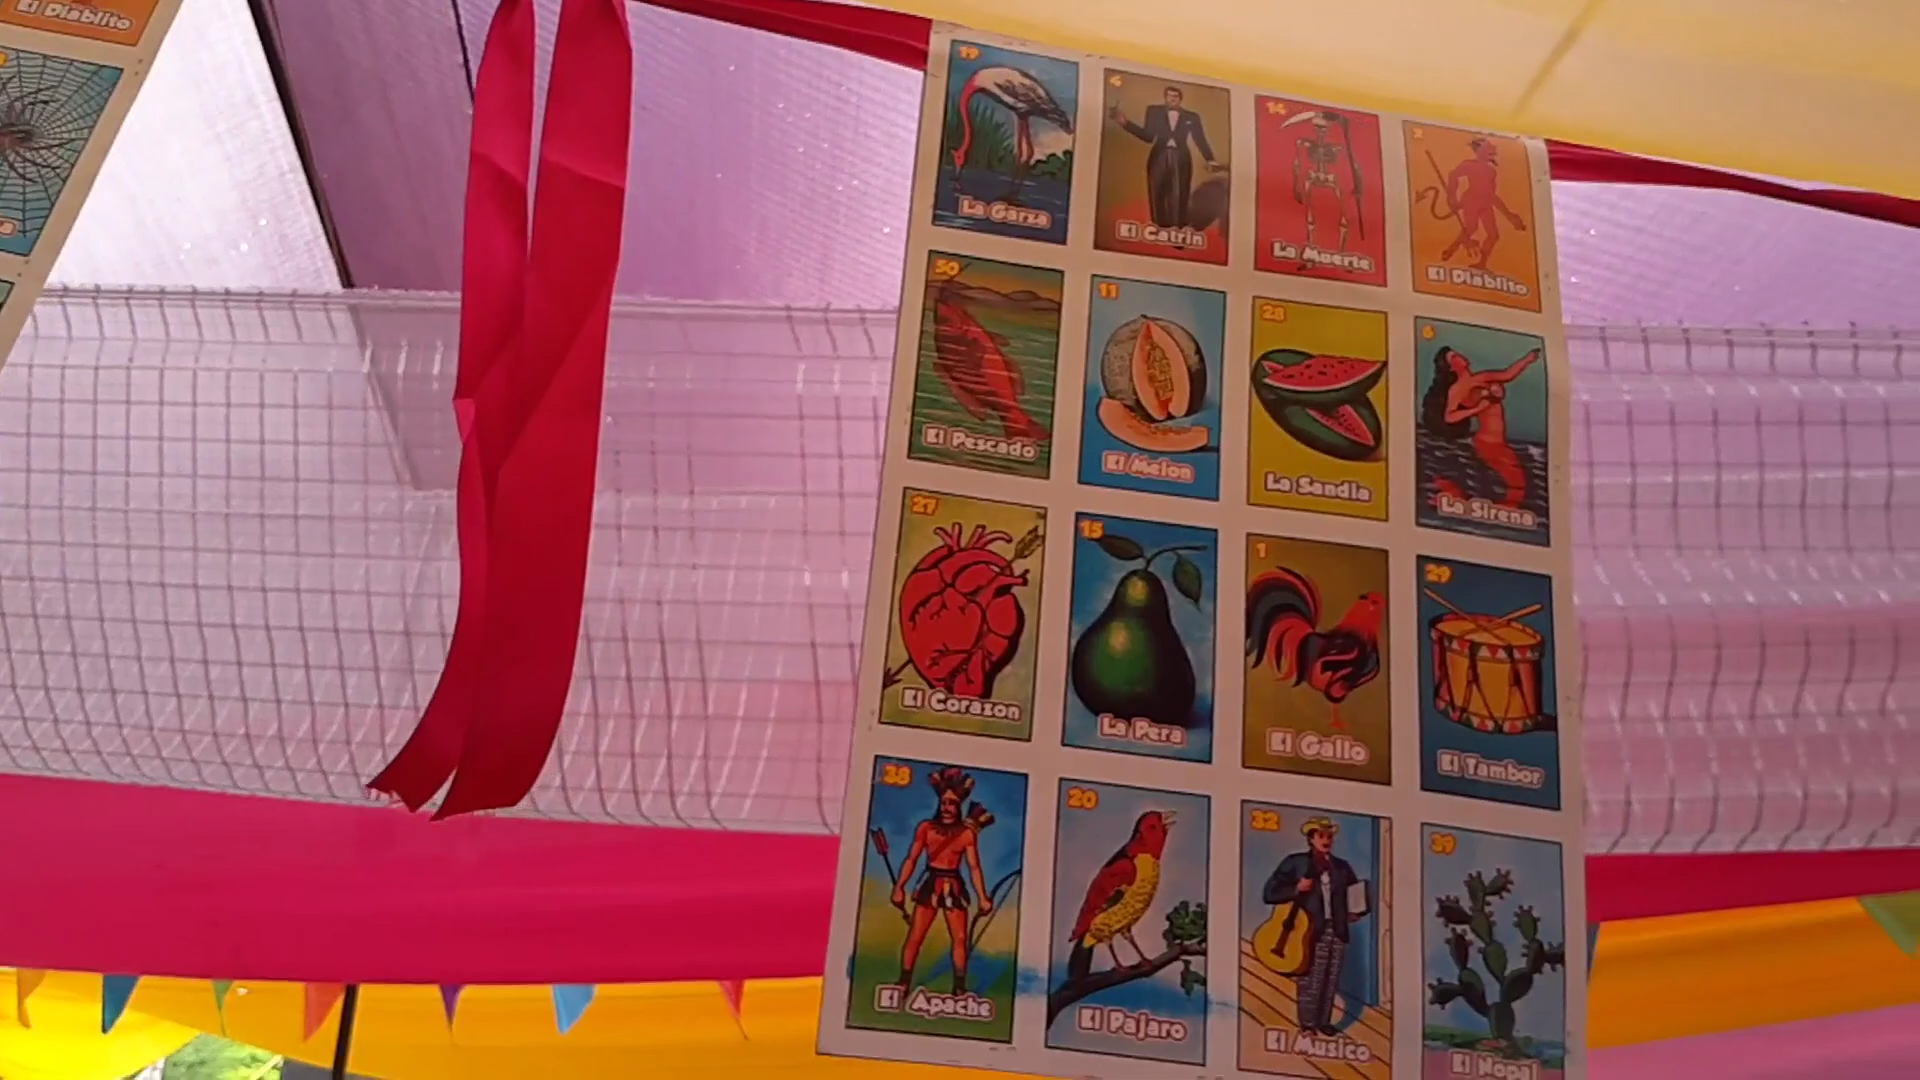 El Diablito
19
La Garza
4
El Catrin
14
La Muerte
2
El Diablito
50
El Pescado
11
El Melon
28
La Sandia
6
La Sirena
27
El Corazon
15
La Pera
1
El Gallo
29
El Tambor
38
El Apache
20
El Pajaro
32
El Musico
39
El Nopal